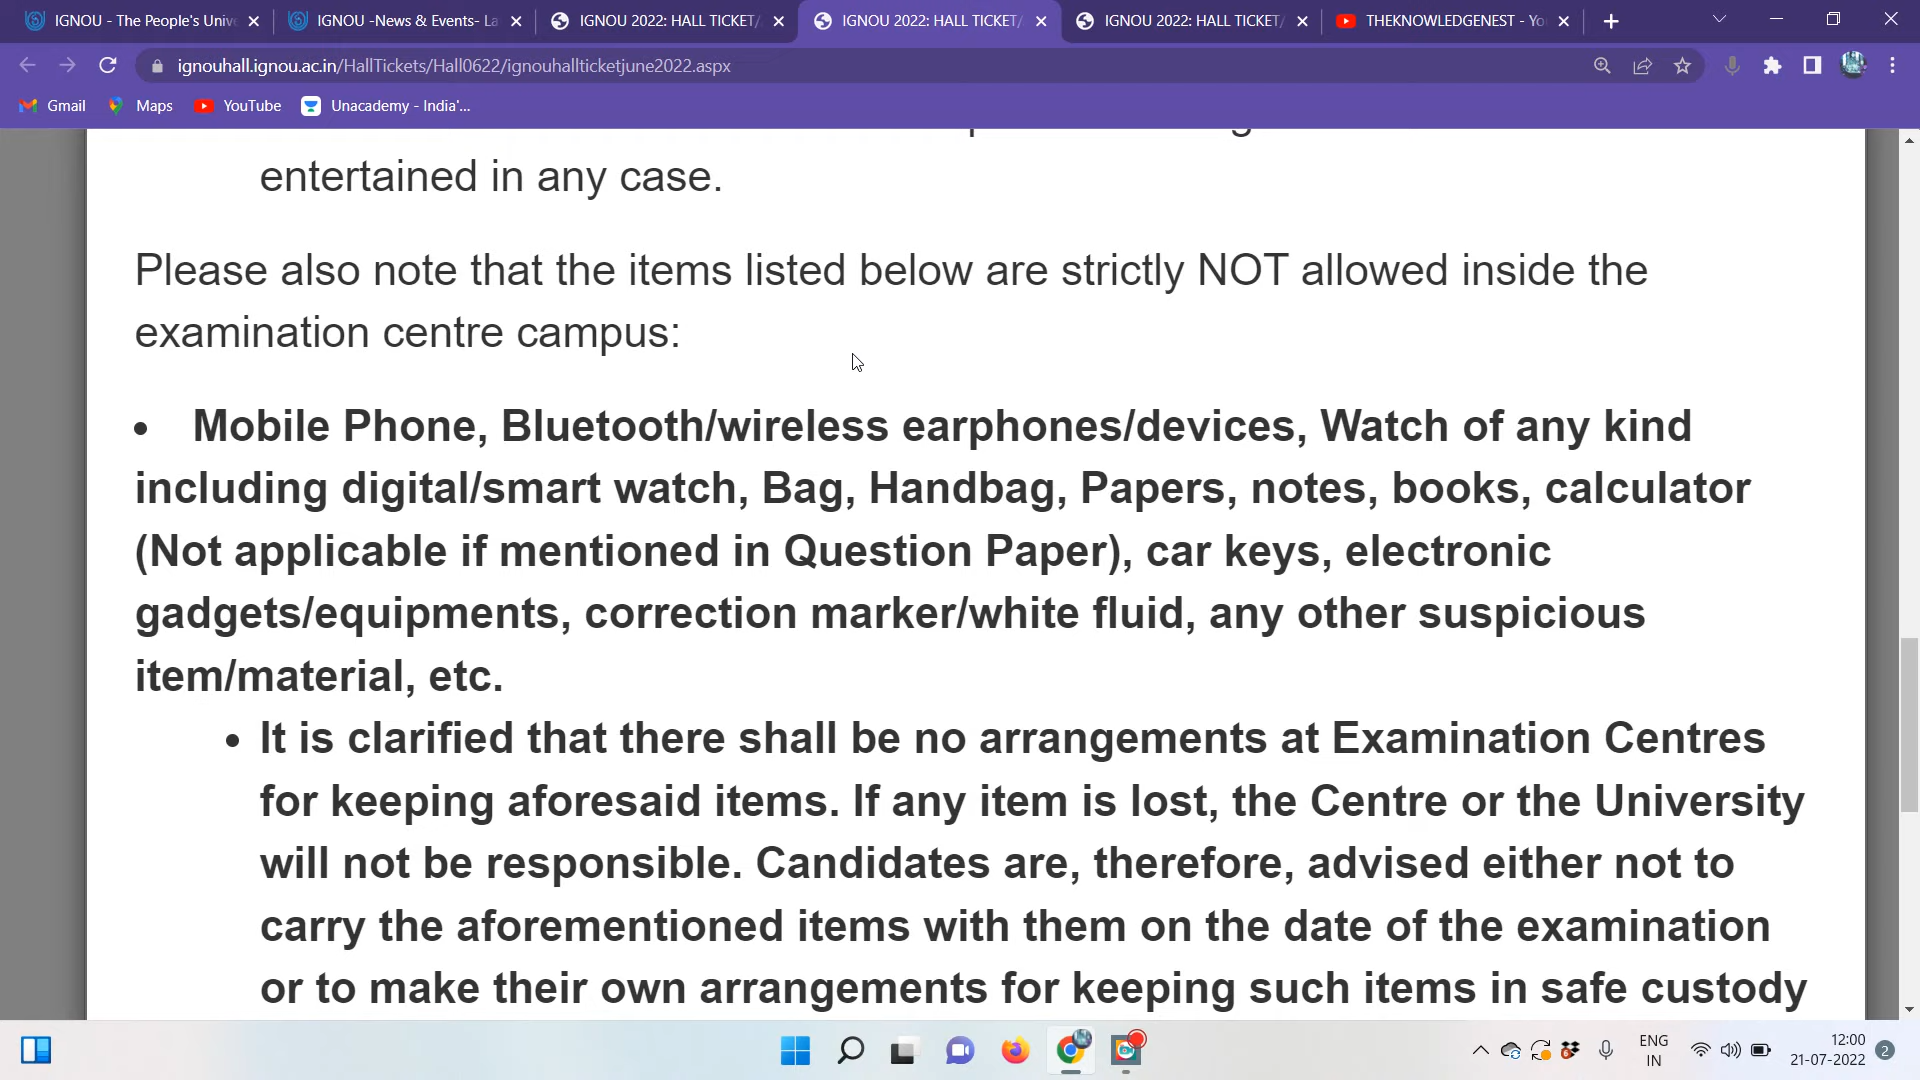 IGNOU - The People's Unive
IGNOU -News & Events- La
IGNOU 2022: HALL TICKET/
IGNOU 2022: HALL TICKET/
IGNOU 2022: HALL TICKET/
THEKNOWLEDGENEST - Yo
ignouhall.ignou.ac.in/HallTickets/Hall0622/ignouhallticketjune2022.aspx
Gmail
Maps
YouTube
Unacademy - India'...
entertained in any case.
Please also note that the items listed below are strictly NOT allowed inside the
examination centre campus:
• Mobile Phone, Bluetooth/wireless earphones/devices, Watch of any kind
including digital/smart watch, Bag, Handbag, Papers, notes, books, calculator
(Not applicable if mentioned in Question Paper), car keys, electronic
gadgets/equipments, correction marker/white fluid, any other suspicious
item/material, etc.
• It is clarified that there shall be no arrangements at Examination Centres
for keeping aforesaid items. If any item is lost, the Centre or the University
will not be responsible. Candidates are, therefore, advised either not to
carry the aforementioned items with them on the date of the examination
or to make their own arrangements for keeping such items in safe custody
ENG
IN
12:00
21-07-2022
2